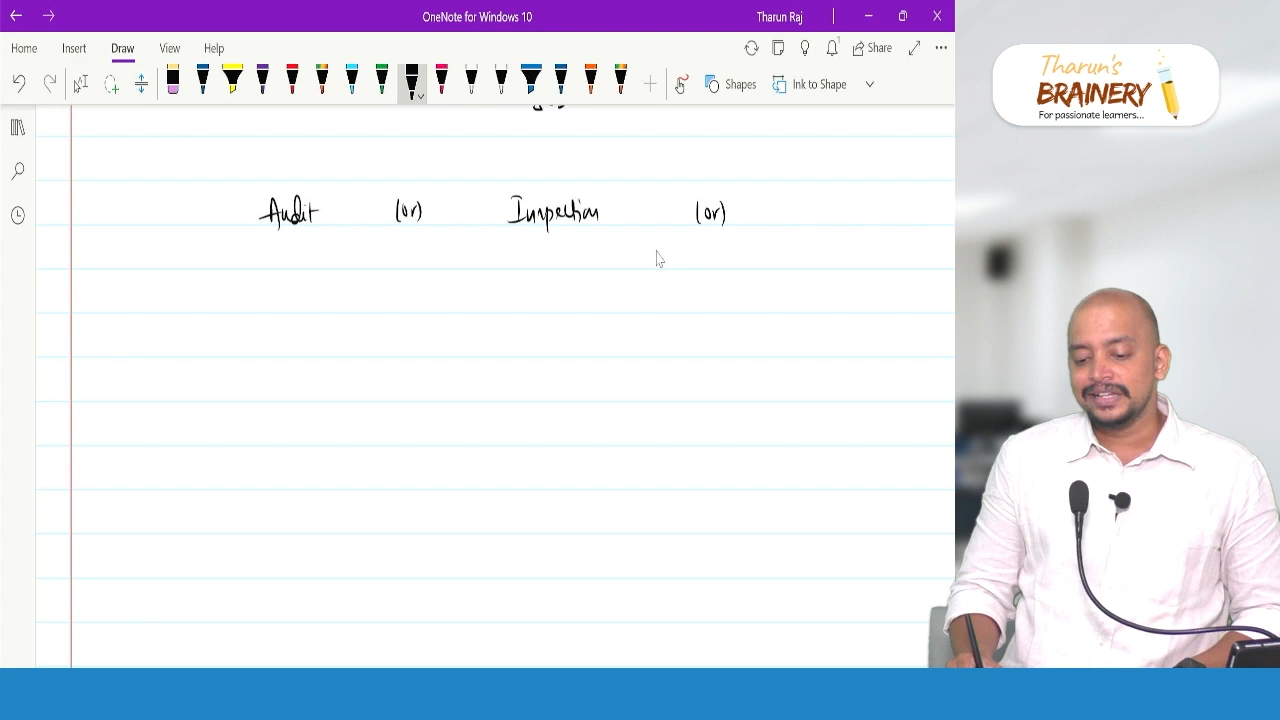 OneNote for Windows 10
Tharun Raj
Home Insert Draw View Help
Share
Shapes
Ink to Shape
Audit (or) Inspection (or)
Tharun's
BRAINERY
For passionate learners...